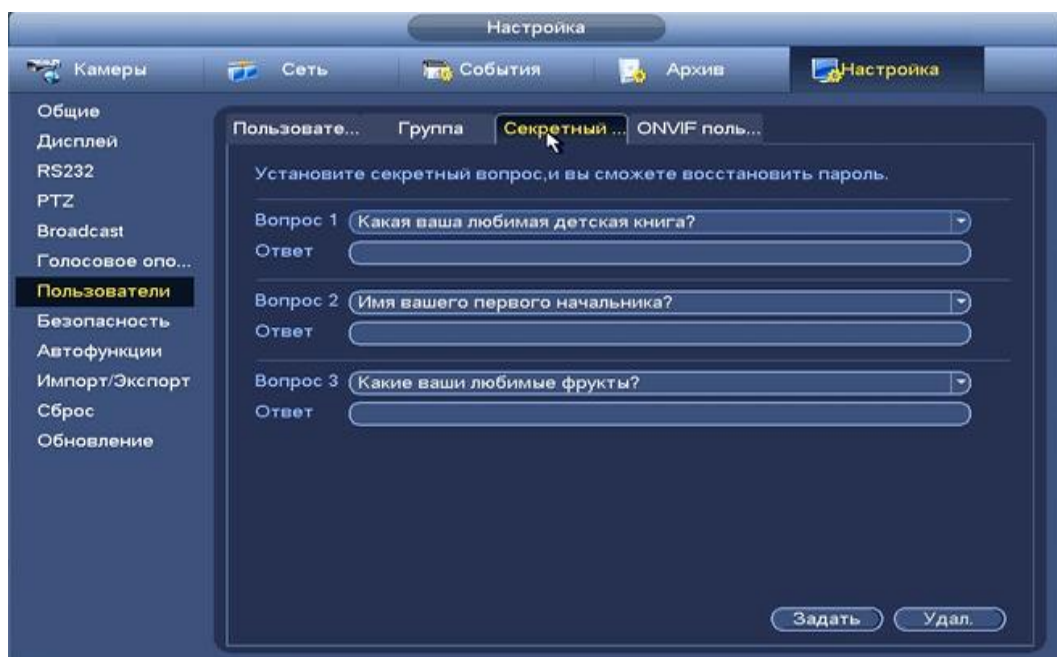 Настройка
Камеры Сеть События Архив Настройка
Общие
Дисплей
RS232
PTZ
Broadcast
Голосовое опо...
Пользователи
Безопасность
Автофункции
Импорт/Экспорт
Сброс
Обновление
Пользовате... Группа Секретный ... ONVIF поль...
Установите секретный вопрос,и вы сможете восстановить пароль.
Вопрос 1 Какая ваша любимая детская книга?
Ответ
Вопрос 2 Имя вашего первого начальника?
Ответ
Вопрос 3 Какие ваши любимые фрукты?
Ответ
Задать Удал.